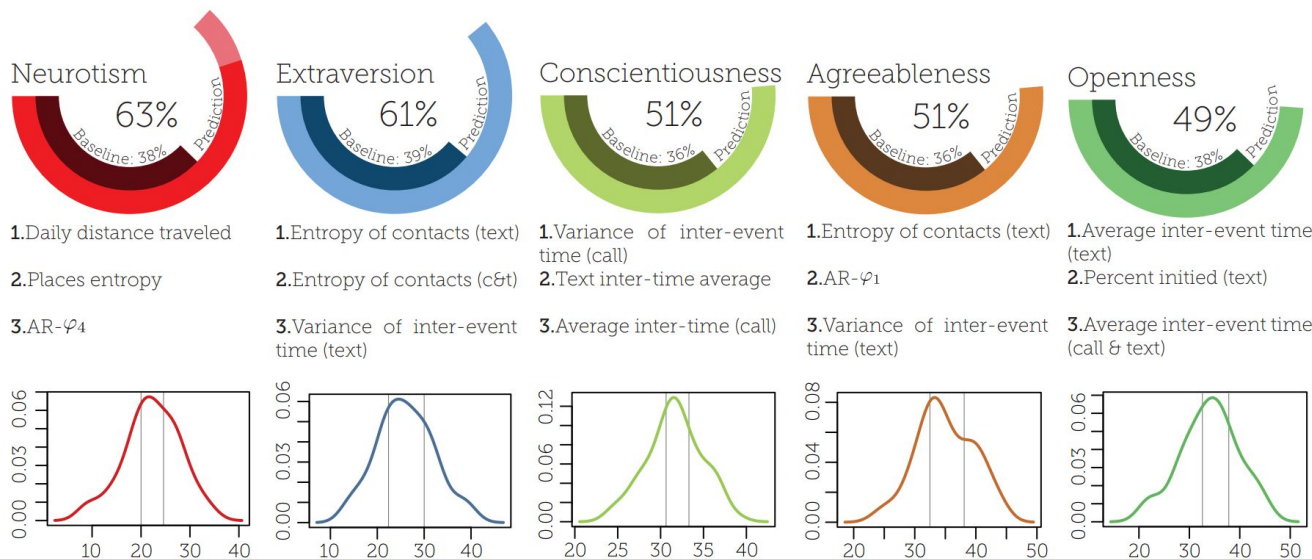 Neurotism
63%
Baseline: 38%
Prediction
1.Daily distance traveled
2.Places entropy
3.AR-φ4
0.00 0.03 0.06
10 20 30 40
Extraversion
61%
Baseline: 39%
Prediction
1.Entropy of contacts (text)
2.Entropy of contacts (c&t)
3.Variance of inter-event
time (text)
0.00 0.03 0.06
10 20 30 40
Conscientiousness
51%
Baseline: 36%
Prediction
1.Variance of inter-event
time (call)
2.Text inter-time average
3.Average inter-time (call)
0.00 0.06 0.12
20 25 30 35 40
Agreeableness
51%
Baseline: 36%
Prediction
1.Entropy of contacts (text)
2.AR-φ1
3.Variance of inter-event
time (text)
0.00 0.04 0.08
20 30 40 50
Openness
49%
Baseline: 38%
Prediction
1.Average inter-event time
(text)
2.Percent initied (text)
3.Average inter-event time
(call & text)
0.00 0.03 0.06
20 30 40 50